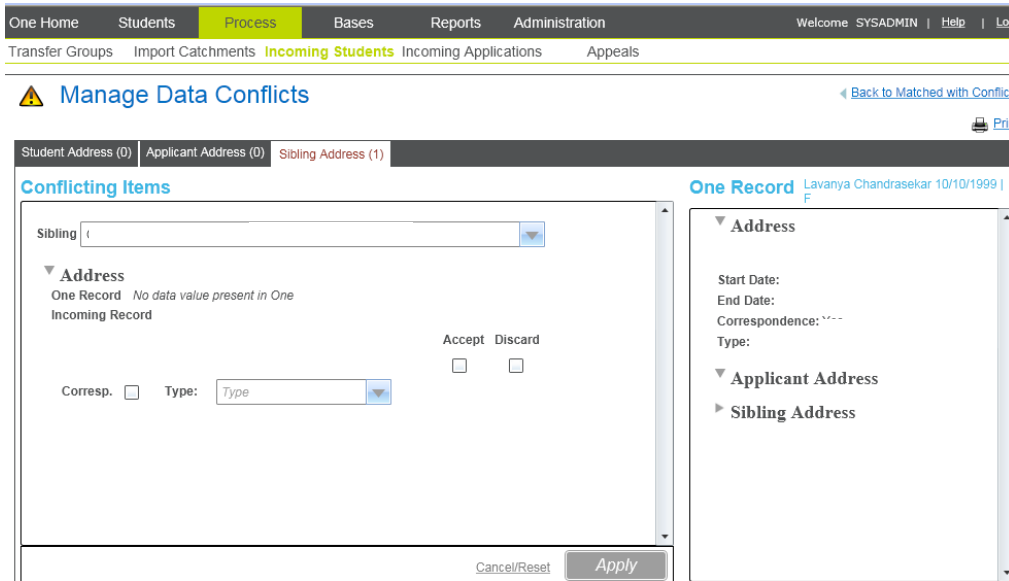 One Home Students Process Bases Reports Administration Welcome SYSADMIN | Help | Lo
Transfer Groups Import Catchments Incoming Students Incoming Applications Appeals
Manage Data Conflicts
Back to Matched with Conflic
Pri
Student Address (0) Applicant Address (0) Sibling Address (1)
Conflicting Items
Sibling
Address
One Record No data value present in One
Incoming Record
Accept Discard
Corresp. Type: Type
Cancel/Reset Apply
One Record Lavanya Chandrasekar 10/10/1999 |
F
Address
Start Date:
End Date:
Correspondence:
Type:
Applicant Address
Sibling Address